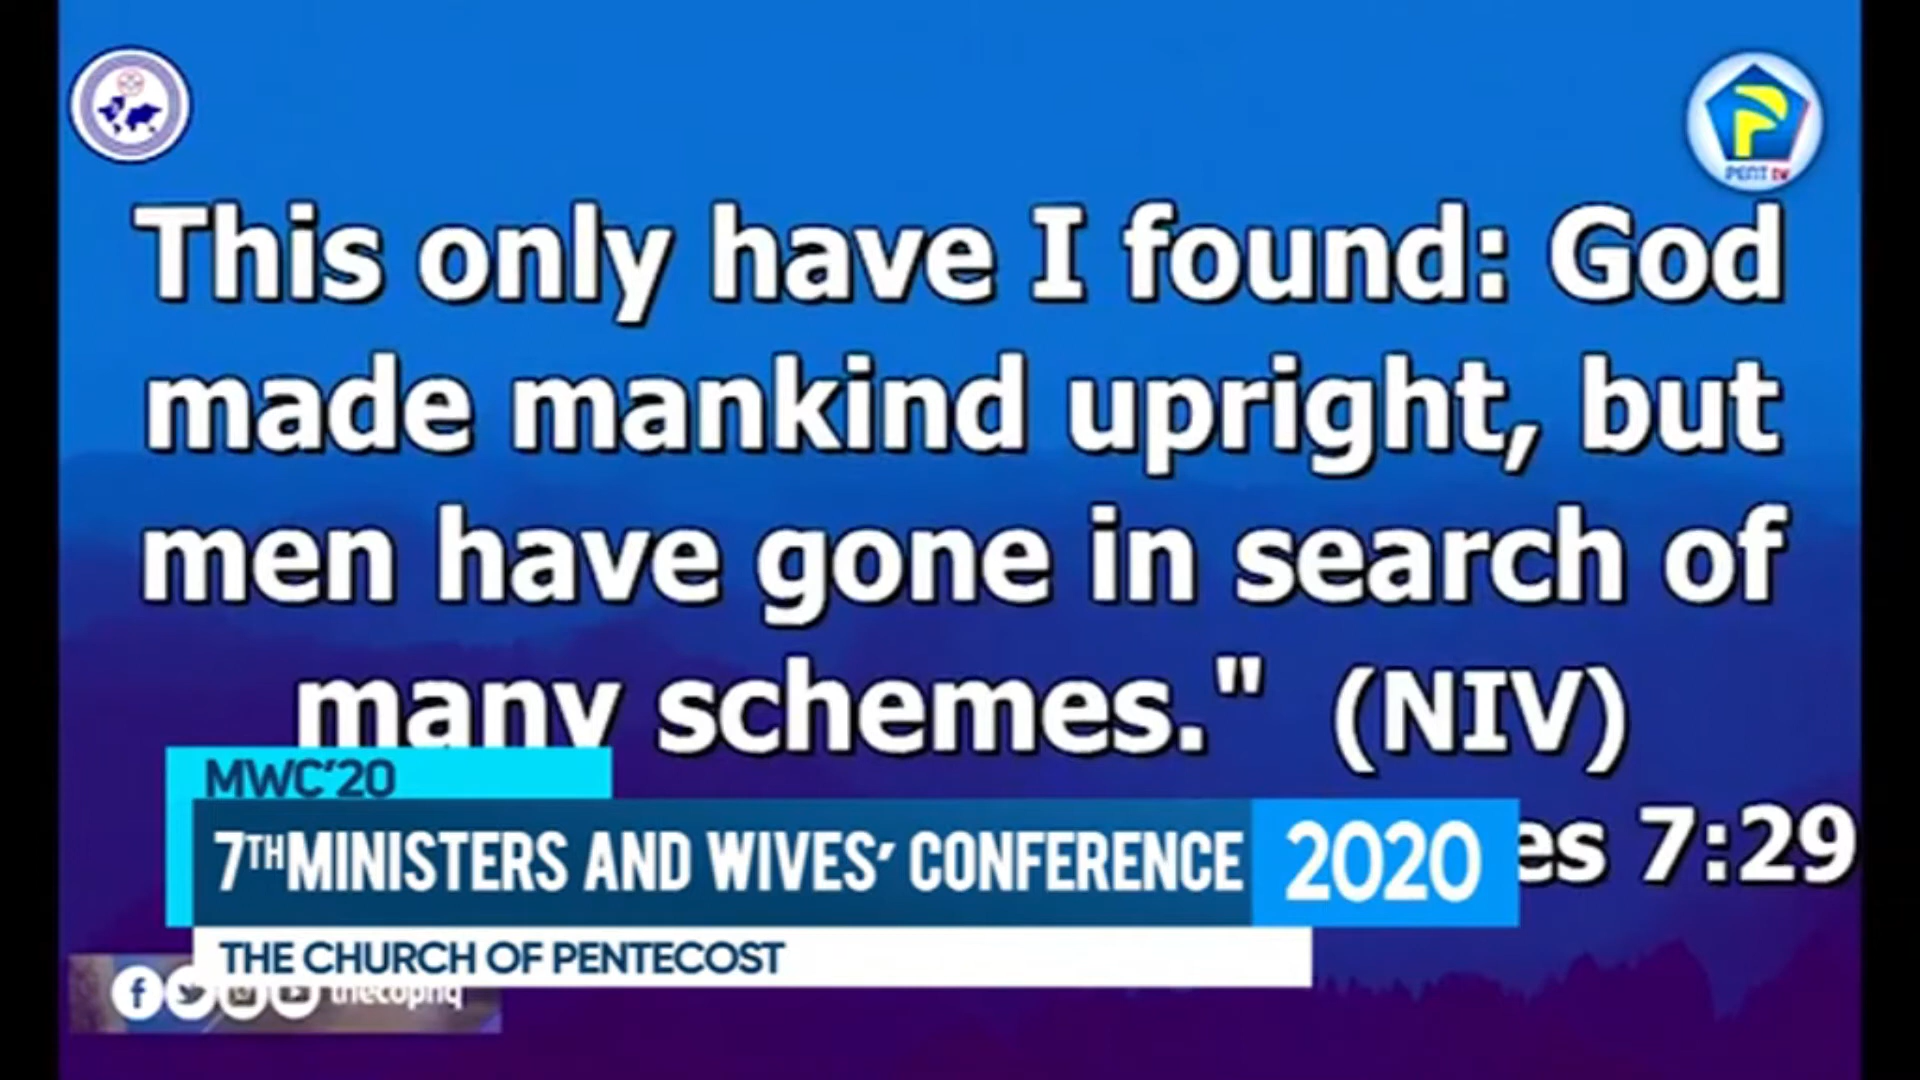 PENT TV
This only have I found: God
made mankind upright, but
men have gone in search of
many schemes." (NIV)
es 7:29
MWC'20
7TH MINISTERS AND WIVES' CONFERENCE 2020
THE CHURCH OF PENTECOST
thecophq